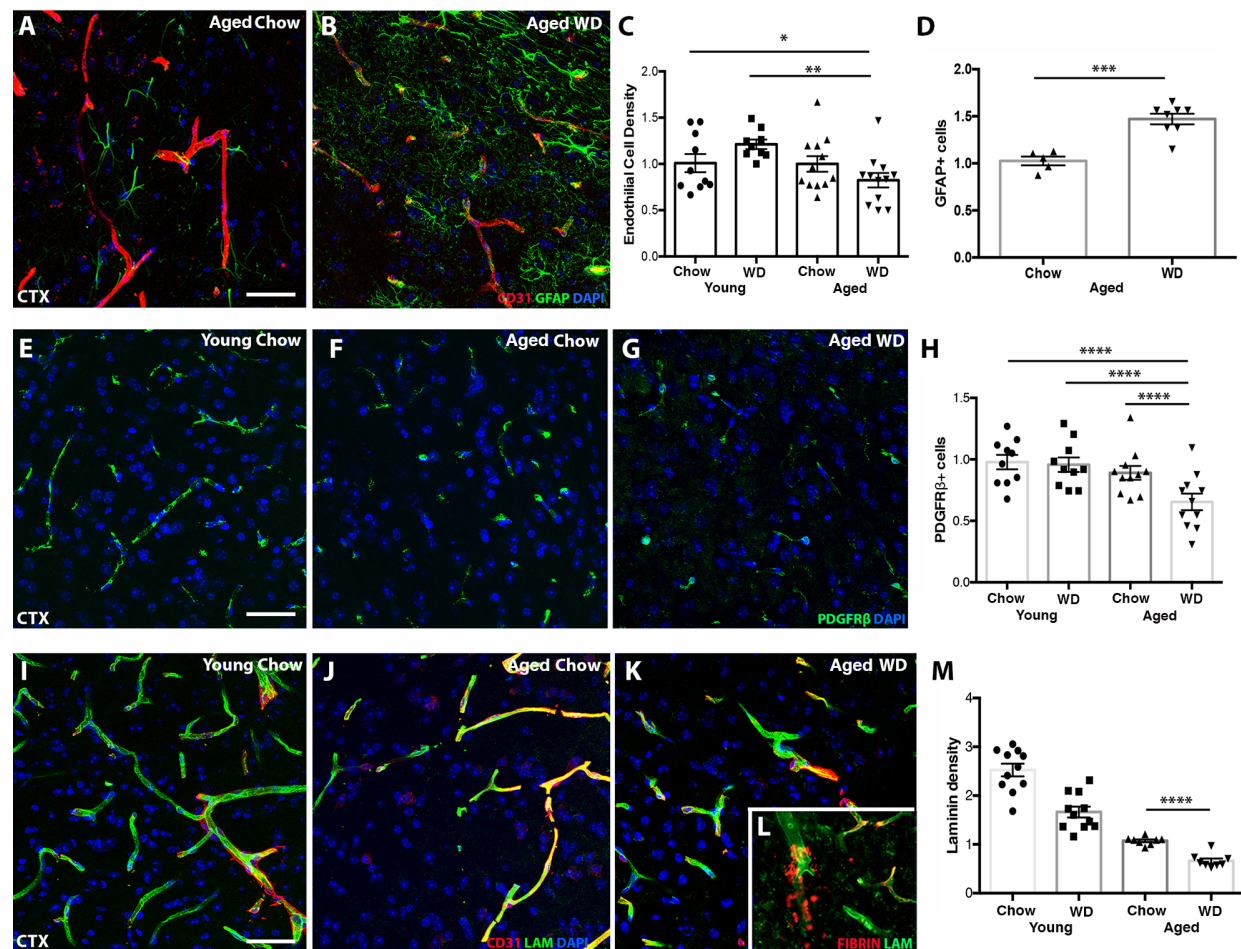 A
Aged Chow
CTX
B
Aged WD
CD31 GFAP DAPI
C
*
**
Endothilial Cell Density
2.0
1.5
1.0
0.5
0.0
Chow WD Chow WD
Young Aged
D
***
GFAP+ cells
2.0
1.5
1.0
0.5
0.0
Chow WD
Aged
E
Young Chow
CTX
F
Aged Chow
G
Aged WD
PDGFRβ DAPI
H
****
****
****
PDGFRβ+ cells
1.5
1.0
0.5
0.0
Chow WD Chow WD
Young Aged
I
Young Chow
CTX
J
Aged Chow
CD31 LAM DAPI
K
Aged WD
L
FIBRIN LAM
M
****
Laminin density
4
3
2
1
0
Chow WD Chow WD
Young Aged